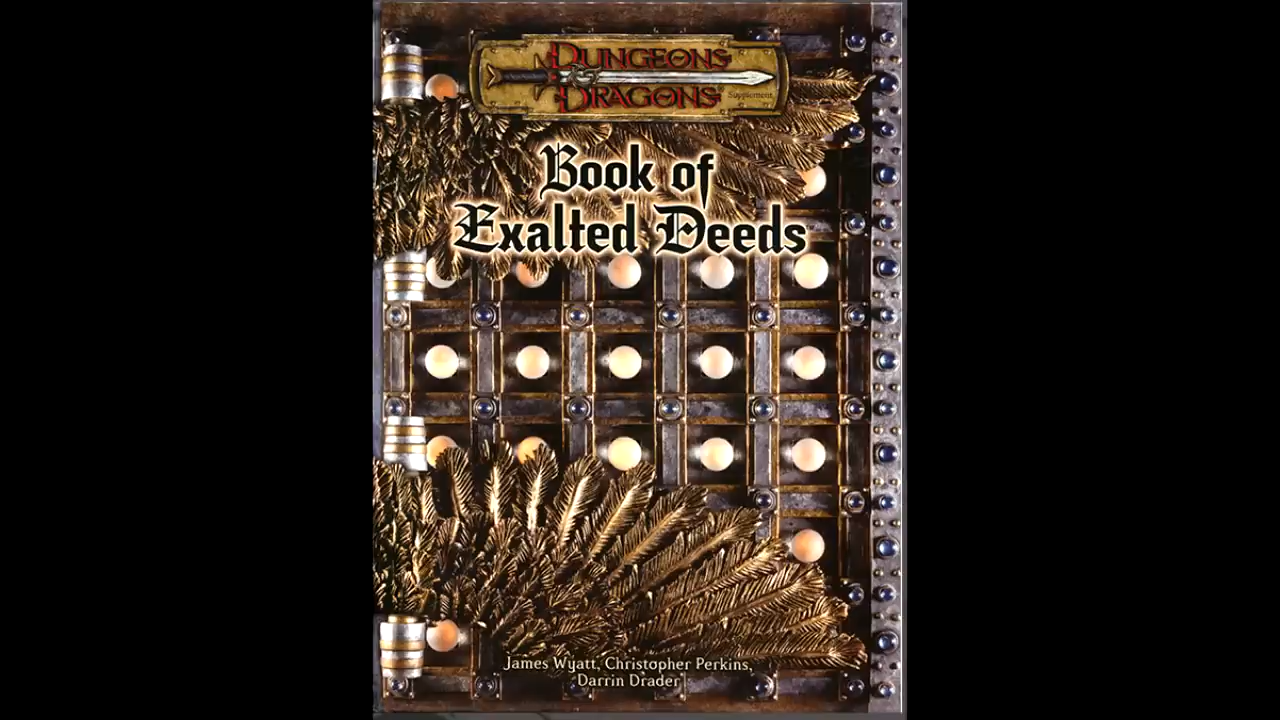 Dungeons
&
Dragons
Supplement
Book of
Exalted Deeds
James Wyatt, Christopher Perkins,
Darrin Drader